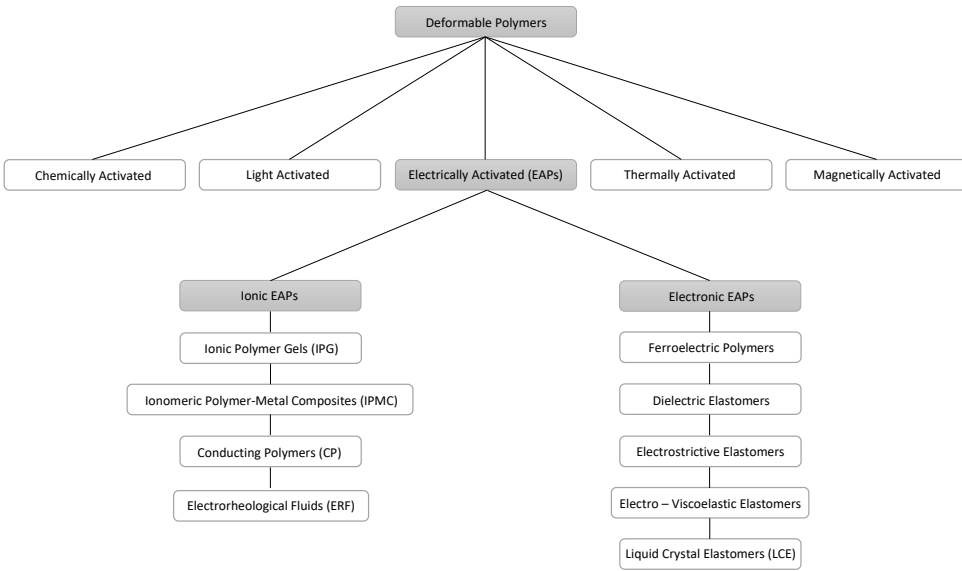 Deformable Polymers
Chemically Activated
Light Activated
Electrically Activated (EAPs)
Thermally Activated
Magnetically Activated
Ionic EAPs
Electronic EAPs
Ionic Polymer Gels (IPG)
Ferroelectric Polymers
Ionomeric Polymer-Metal Composites (IPMC)
Dielectric Elastomers
Conducting Polymers (CP)
Electrostrictive Elastomers
Electrorheological Fluids (ERF)
Electro – Viscoelastic Elastomers
Liquid Crystal Elastomers (LCE)